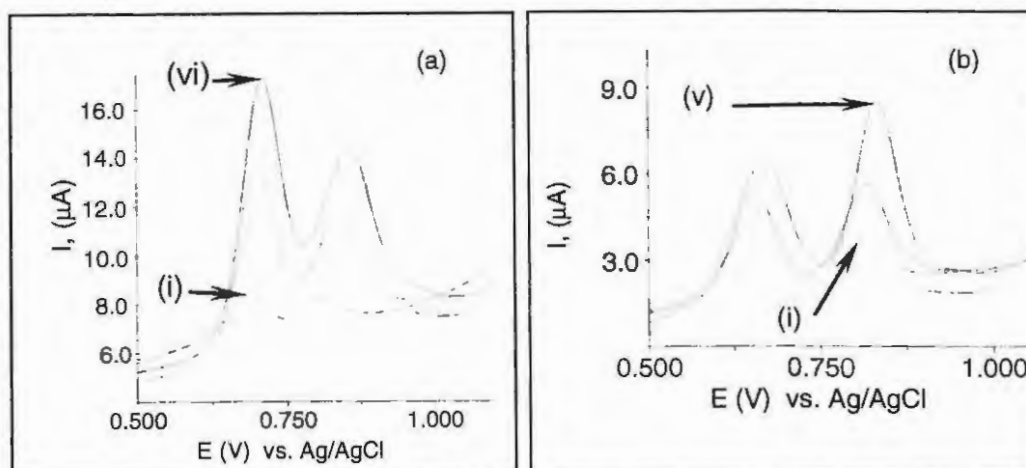 (a)
(vi)
16.0
14.0
12.0
I, (µA)
10.0
(i)
8.0
6.0
0.500
0.750
1.000
E (V) vs. Ag/AgCl
(b)
9.0
(v)
6.0
I, (µA)
3.0
(i)
0.500
0.750
1.000
E (V) vs. Ag/AgCl